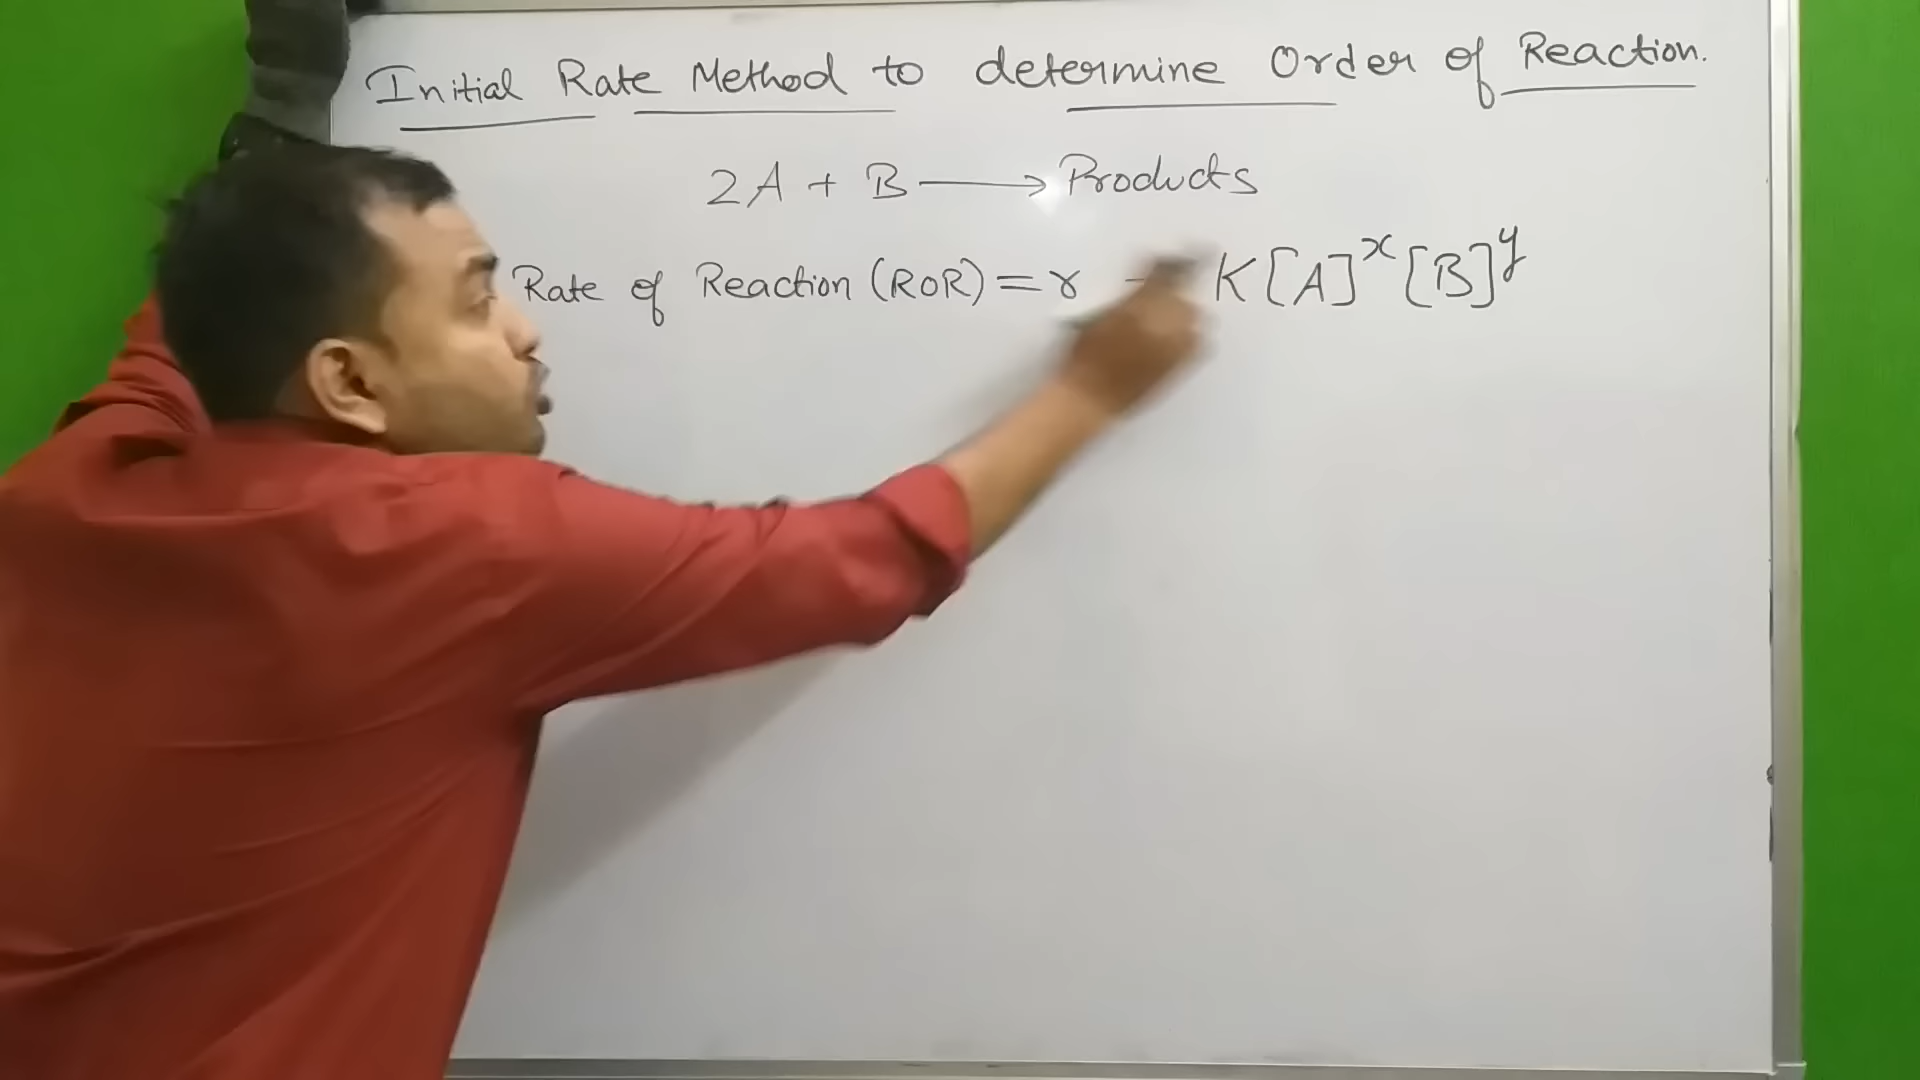 Initial Rate Method to determine Order of Reaction.
2A + B ⟶ Products
Rate of Reaction (ROR) = r = K[A]^x [B]^y